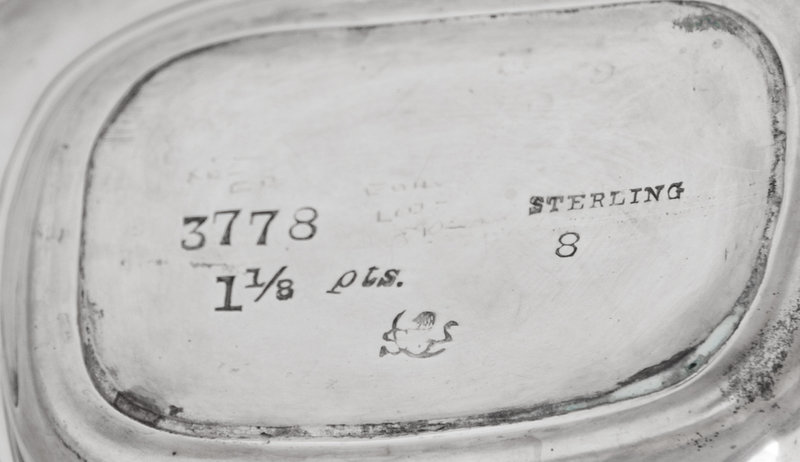 3778
1⅛ pts.
STERLING
8